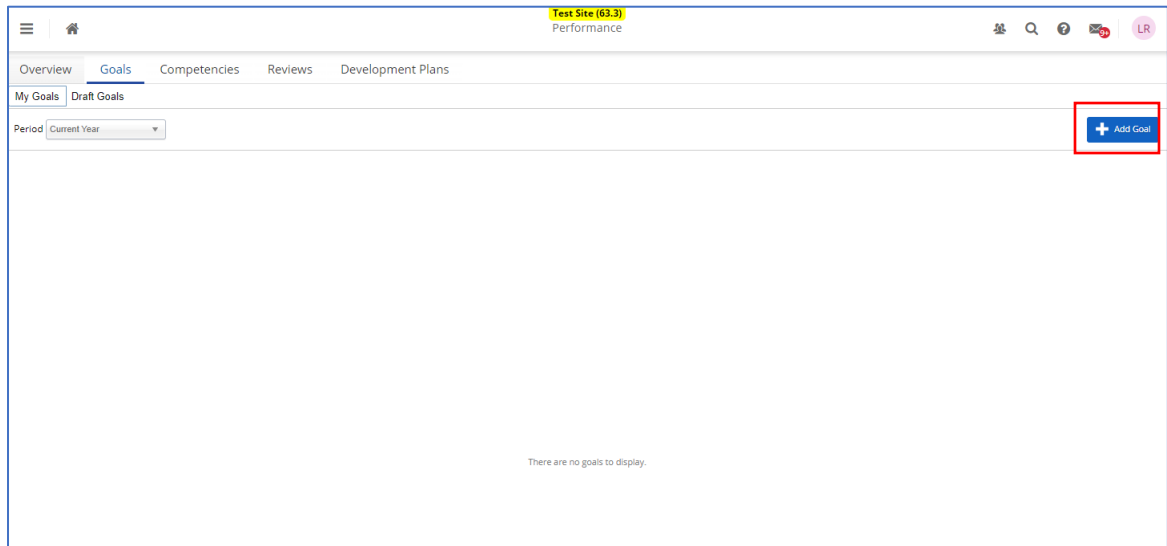 Test Site (63.3)
Performance
9+
LR
Overview Goals Competencies Reviews Development Plans
My Goals Draft Goals
Period Current Year
Add Goal
There are no goals to display.